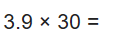 3.9 × 30 =